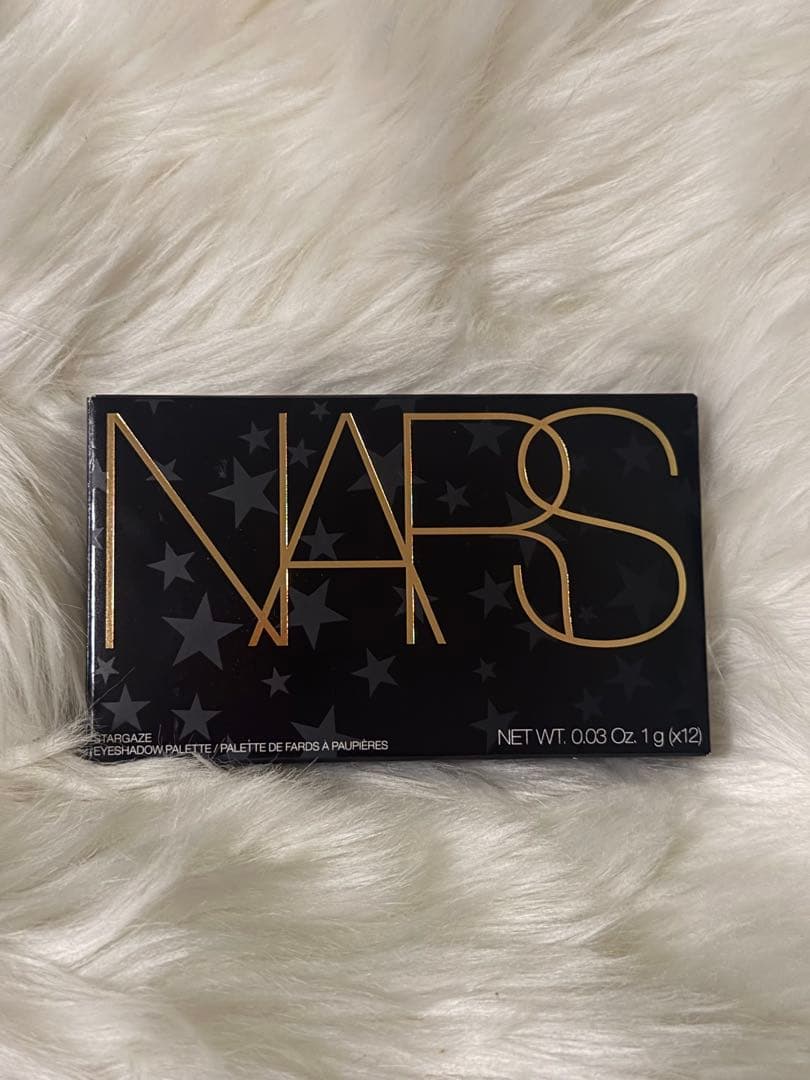 NARS
STARGAZE
EYESHADOW PALETTE / PALETTE DE FARDS À PAUPIÈRES
NET WT. 0.03 Oz. 1 g (x12)